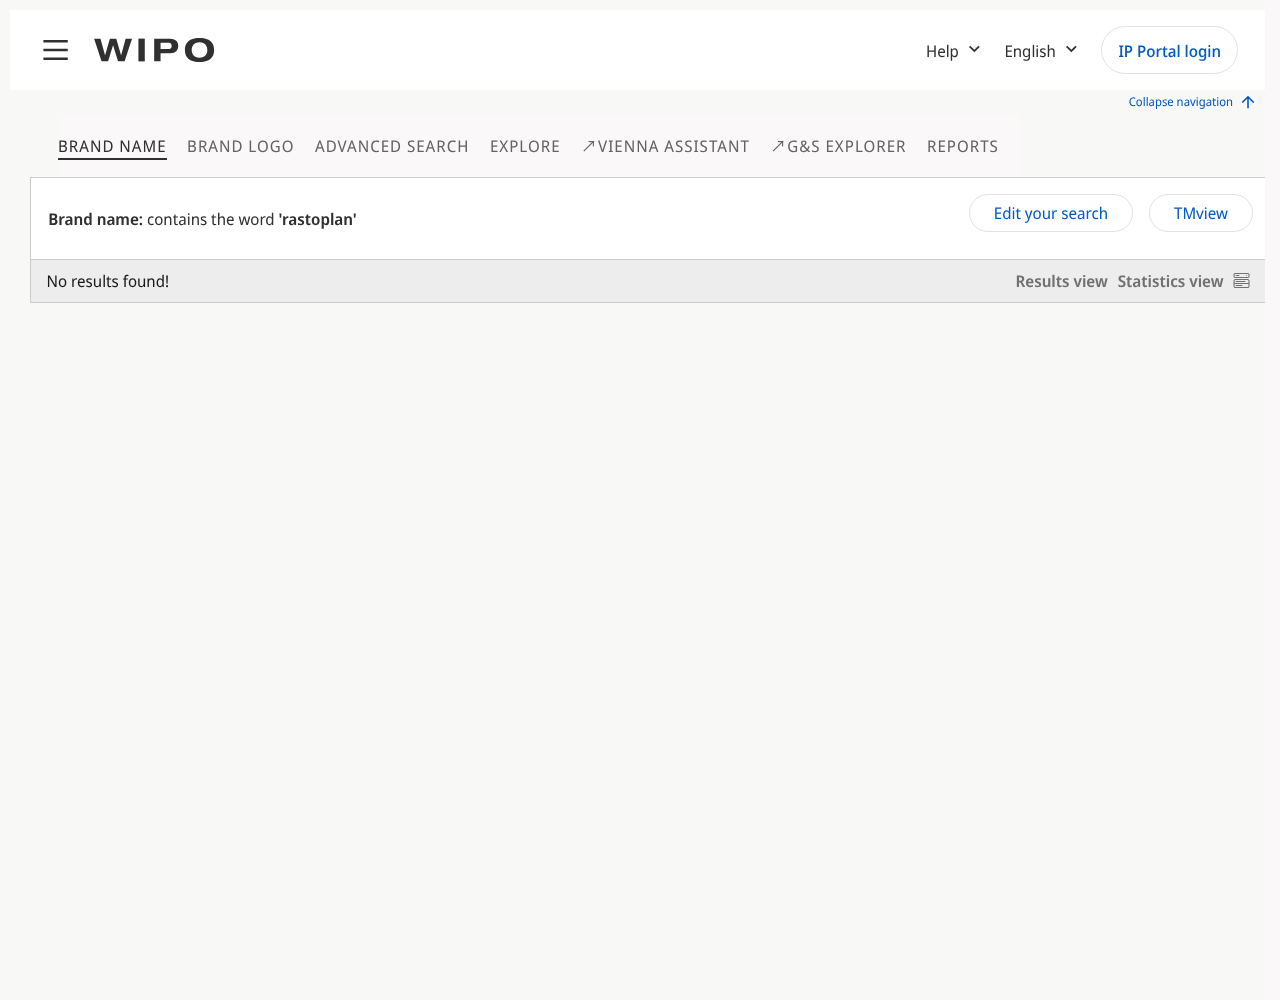 WIPO
Help English IP Portal login
Collapse navigation
BRAND NAME BRAND LOGO ADVANCED SEARCH EXPLORE VIENNA ASSISTANT G&S EXPLORER REPORTS
Brand name: contains the word 'rastoplan' Edit your search TMview
No results found! Results view Statistics view